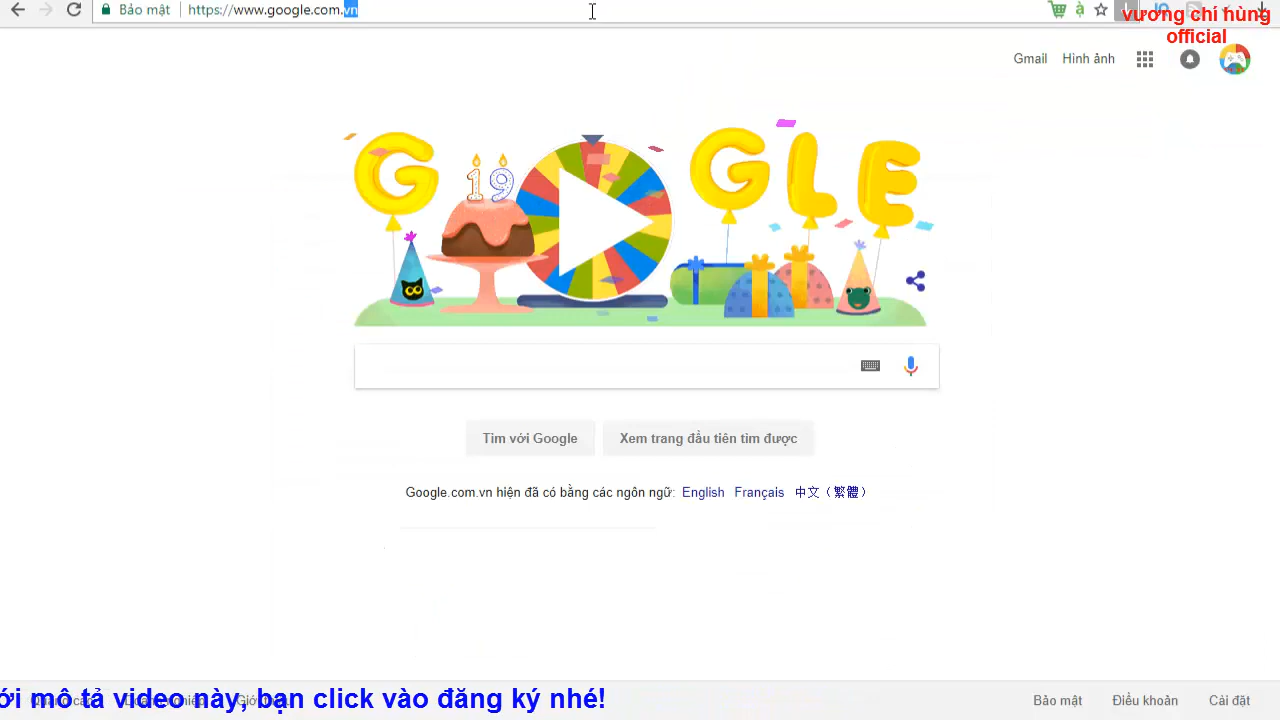 Bảo mật https://www.google.com.vn
vương chí hùng
official
Gmail Hình ảnh
G 19 GLE
Tìm với Google Xem trang đầu tiên tìm được
Google.com.vn hiện đã có bằng các ngôn ngữ: English Français 中文（繁體）
ới mô tả video này, bạn click vào đăng ký nhé!
Bảo mật Điều khoản Cài đặt